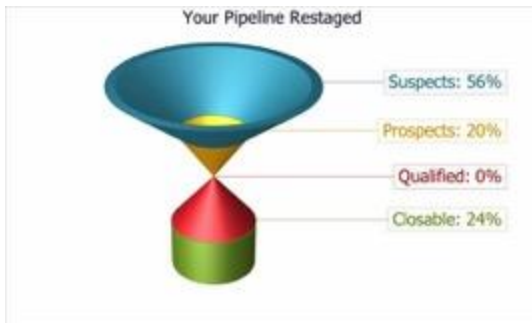 Your Pipeline Restaged
Suspects: 56%
Prospects: 20%
Qualified: 0%
Closable: 24%